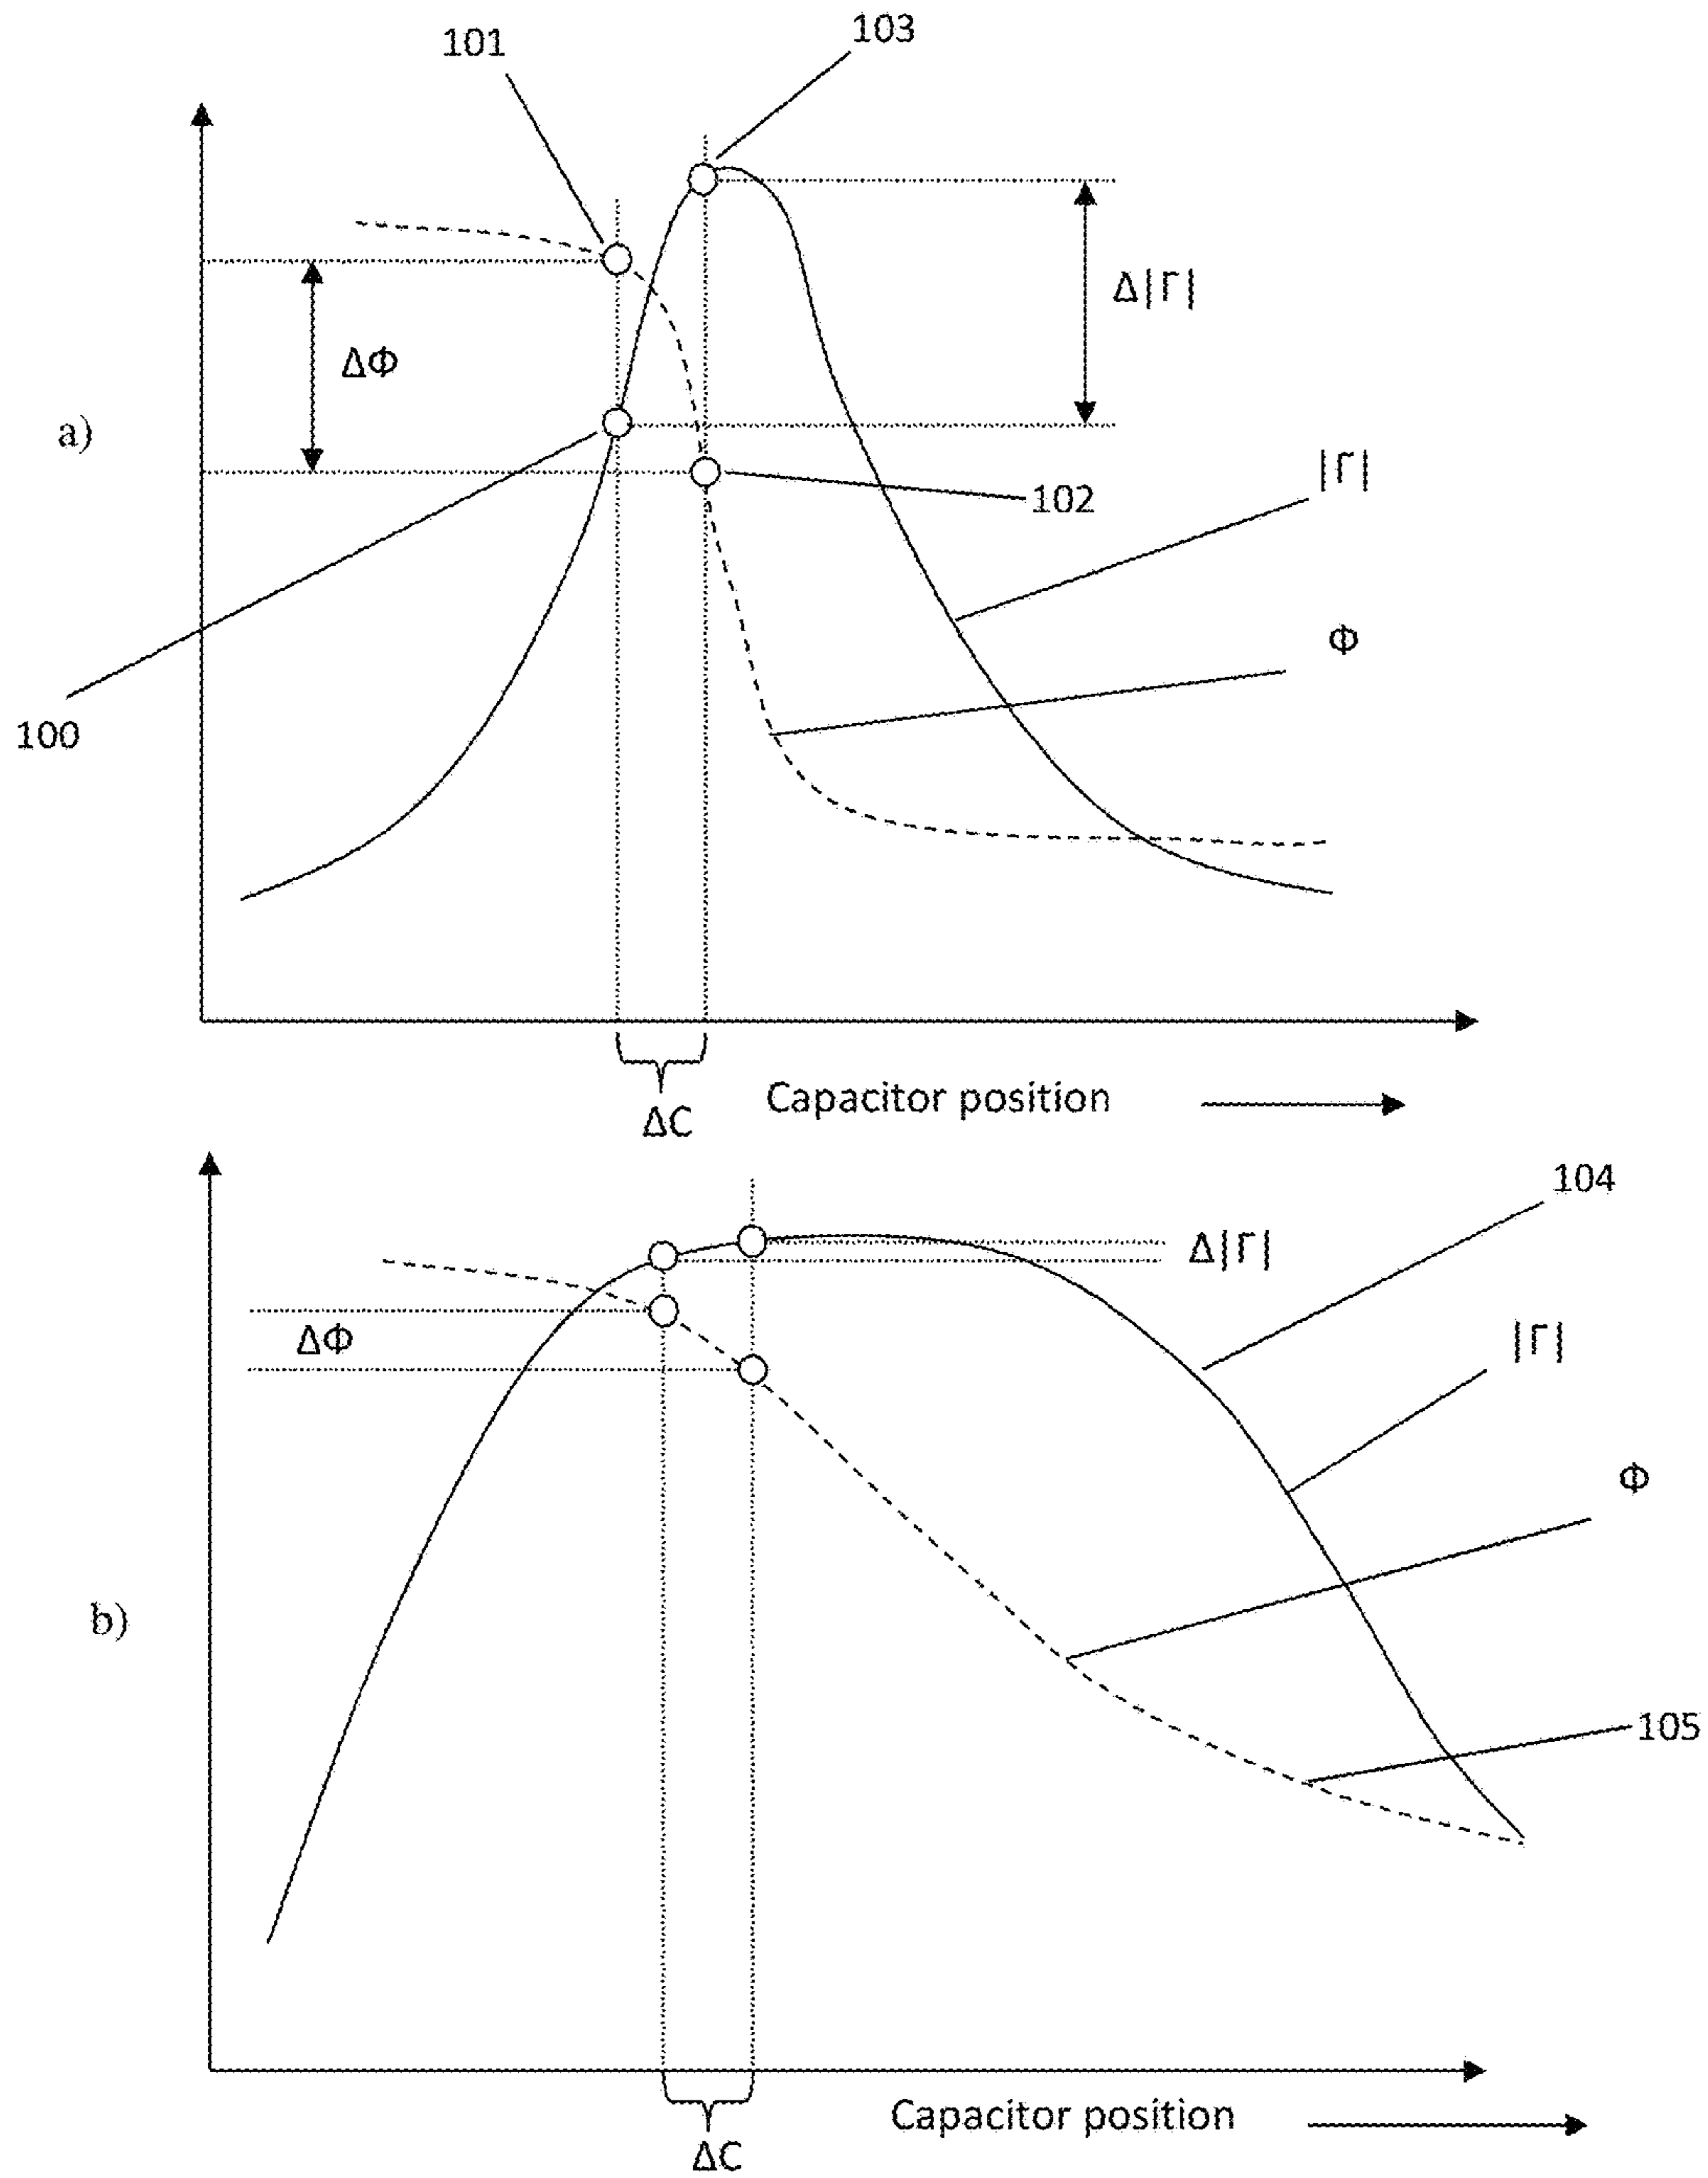 101
103
ΔΦ
Δ|Γ|
a)
|Γ|
102
Φ
100
Capacitor position
ΔC
104
Δ|Γ|
ΔΦ
|Γ|
Φ
b)
105
Capacitor position
ΔC